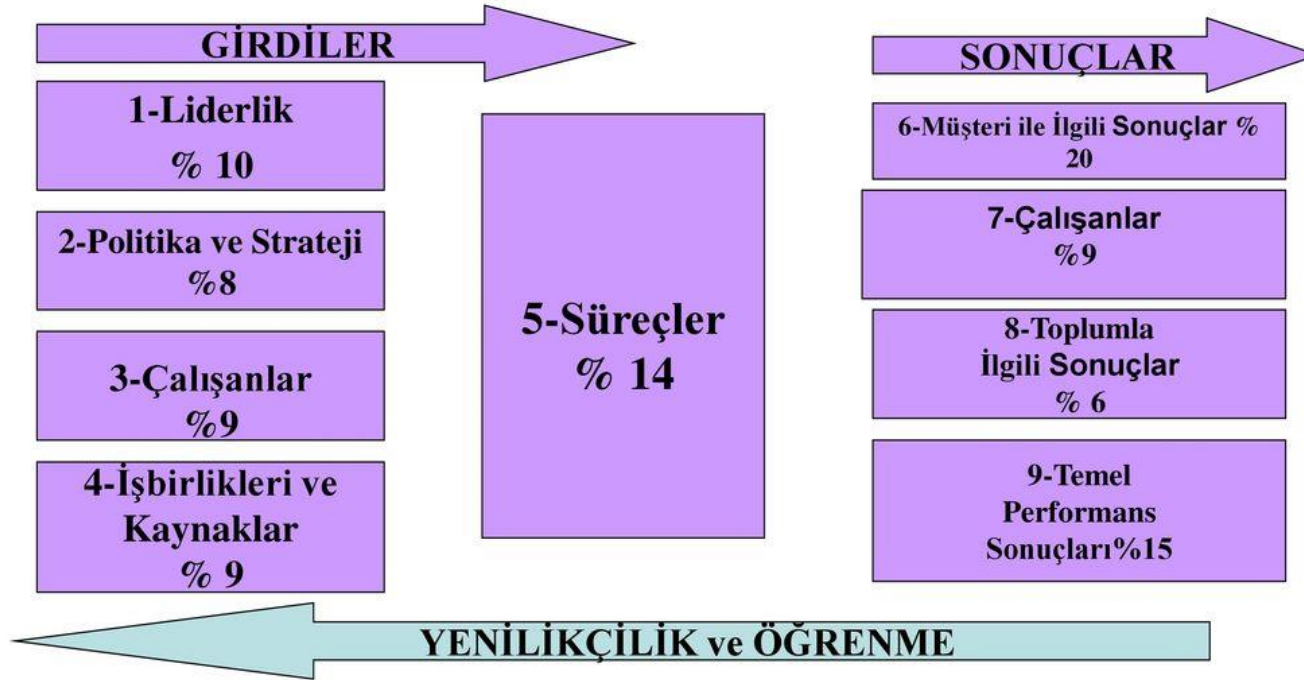 GİRDİLER
1-Liderlik
% 10
2-Politika ve Strateji
%8
3-Çalışanlar
%9
4-İşbirlikleri ve
Kaynaklar
% 9
5-Süreçler
% 14
SONUÇLAR
6-Müşteri ile İlgili Sonuçlar %
20
7-Çalışanlar
%9
8-Toplumla
İlgili Sonuçlar
% 6
9-Temel
Performans
Sonuçları%15
YENİLİKÇİLİK ve ÖĞRENME